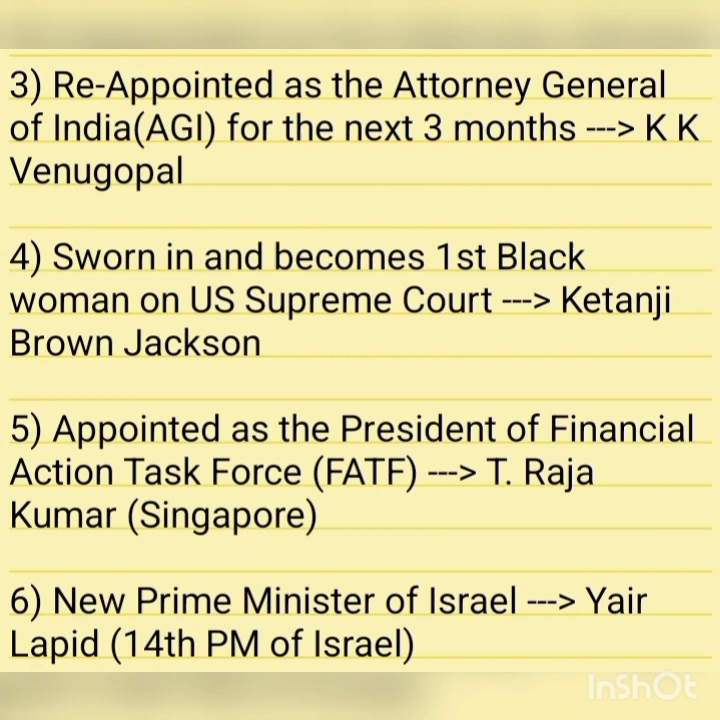 3) Re-Appointed as the Attorney General
of India(AGI) for the next 3 months ---> K K
Venugopal
4) Sworn in and becomes 1st Black
woman on US Supreme Court ---> Ketanji
Brown Jackson
5) Appointed as the President of Financial
Action Task Force (FATF) ---> T. Raja
Kumar (Singapore)
6) New Prime Minister of Israel ---> Yair
Lapid (14th PM of Israel)
InShOt